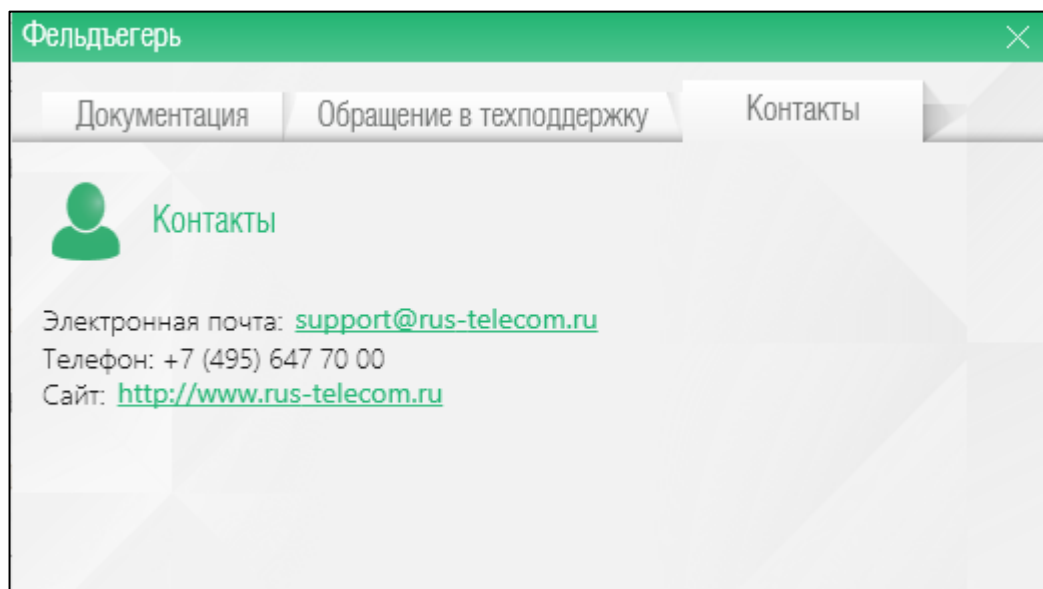 Фельдъегерь
Документация Обращение в техподдержку Контакты
Контакты
Электронная почта: support@rus-telecom.ru
Телефон: +7 (495) 647 70 00
Сайт: http://www.rus-telecom.ru